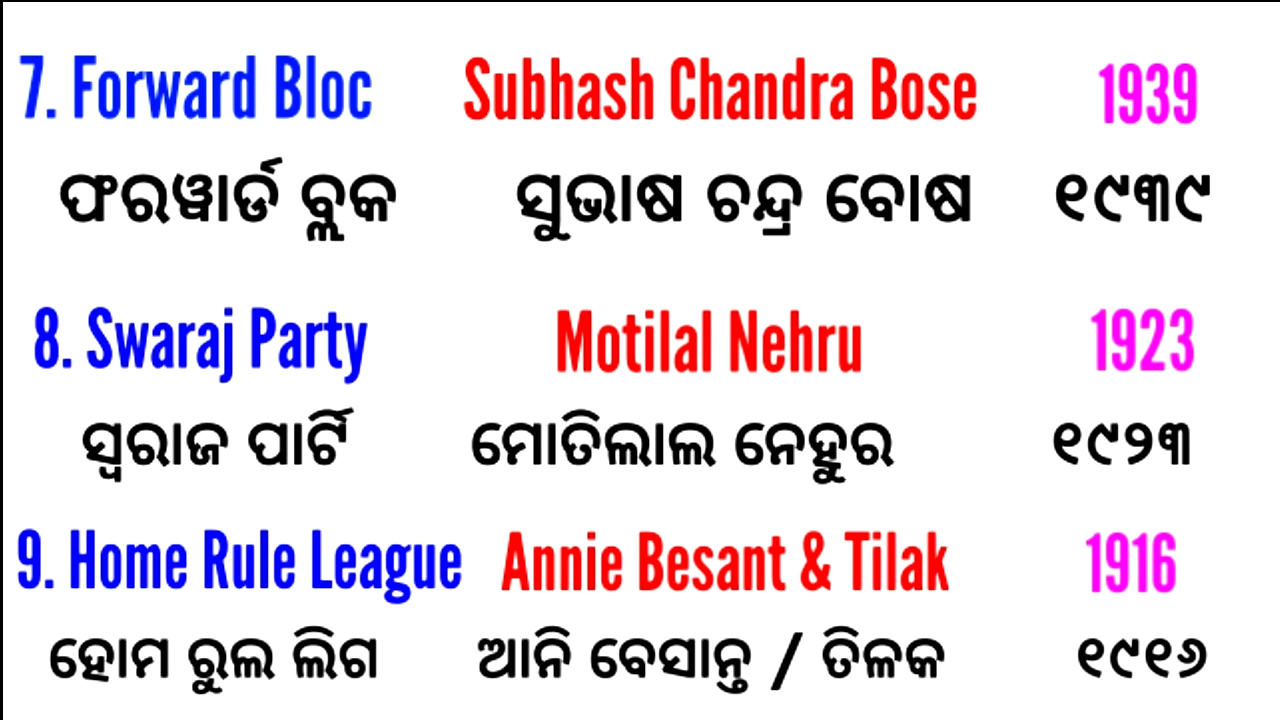 7. Forward Bloc Subhash Chandra Bose 1939
ଫରୱାର୍ଡ ବ୍ଲକ ସୁଭାଷ ଚନ୍ଦ୍ର ବୋଷ ୧୯୩୯
8. Swaraj Party Motilal Nehru 1923
ସ୍ୱରାଜ ପାର୍ଟି ମୋତିଲାଲ ନେହୁର ୧୯୨୩
9. Home Rule League Annie Besant & Tilak 1916
ହୋମ ରୁଲ ଲିଗ ଆନି ବେସାନ୍ତ / ତିଳକ ୧୯୧୬